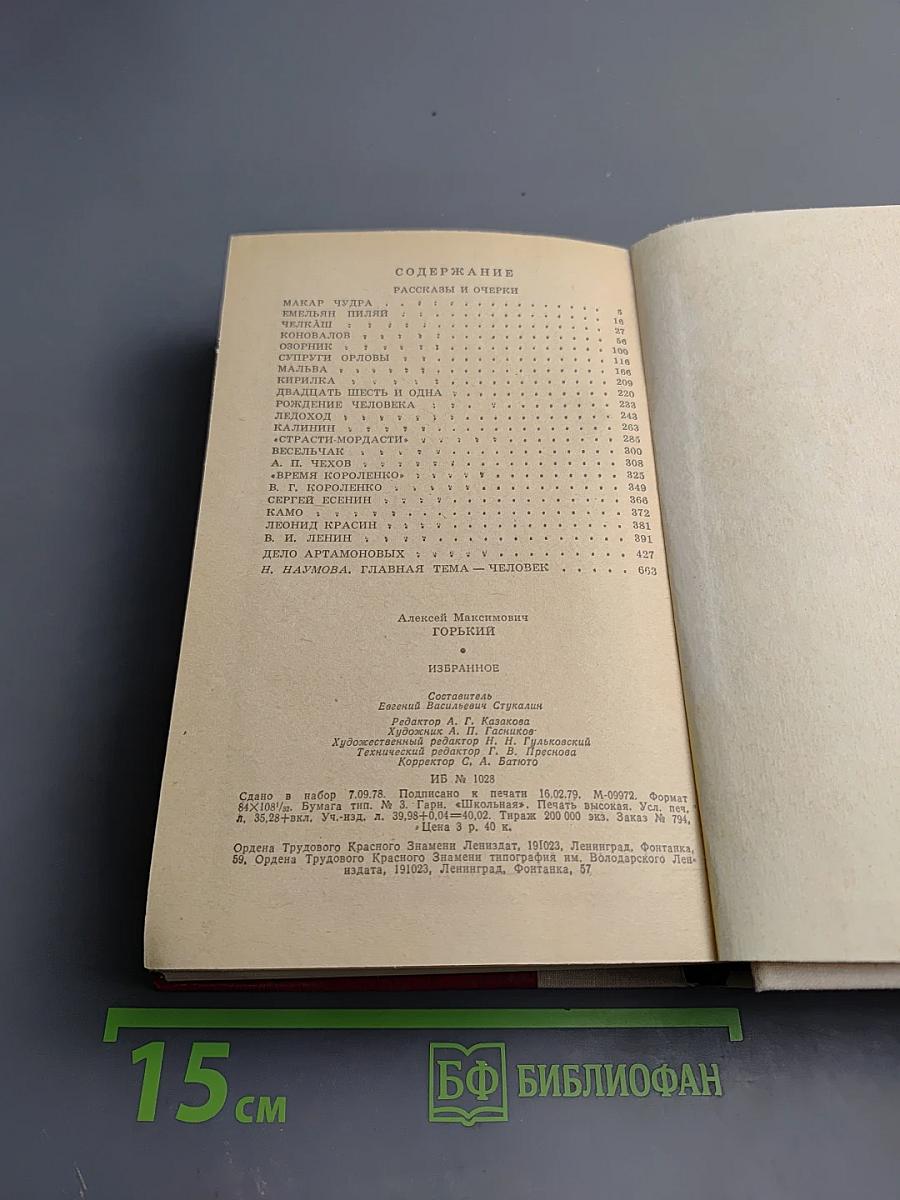 СОДЕРЖАНИЕ
РАССКАЗЫ И ОЧЕРКИ
МАКАР ЧУДРА . . . . . . . . . . . . . . . . 5
ЕМЕЛЬЯН ПИЛЯЙ . . . . . . . . . . . . . . . . 16
ЧЕЛКАШ . . . . . . . . . . . . . . . . 27
КОНОВАЛОВ . . . . . . . . . . . . . . . . 56
ОЗОРНИК . . . . . . . . . . . . . . . . 100
СУПРУГИ ОРЛОВЫ . . . . . . . . . . . . . . . . 116
МАЛЬВА . . . . . . . . . . . . . . . . 166
КИРИЛКА . . . . . . . . . . . . . . . . 209
ДВАДЦАТЬ ШЕСТЬ И ОДНА . . . . . . . . . . . . 220
РОЖДЕНИЕ ЧЕЛОВЕКА . . . . . . . . . . . . 233
ЛЕДОХОД . . . . . . . . . . . . . . . . 243
КАЛИНИН . . . . . . . . . . . . . . . . 263
«СТРАСТИ-МОРДАСТИ» . . . . . . . . . . . . 285
ВЕСЕЛЬЧАК . . . . . . . . . . . . . . . . 300
А. П. ЧЕХОВ . . . . . . . . . . . . . . . . 308
«ВРЕМЯ КОРОЛЕНКО» . . . . . . . . . . . . 325
В. Г. КОРОЛЕНКО . . . . . . . . . . . . 349
СЕРГЕЙ ЕСЕНИН . . . . . . . . . . . . 366
КАМО . . . . . . . . . . . . . . . . 372
ЛЕОНИД КРАСИН . . . . . . . . . . . . 381
В. И. ЛЕНИН . . . . . . . . . . . . . . . . 391
ДЕЛО АРТАМОНОВЫХ . . . . . . . . . . . . 427
Н. НАУМОВА. ГЛАВНАЯ ТЕМА — ЧЕЛОВЕК . . . . . 663
Алексей Максимович
ГОРЬКИЙ
•
ИЗБРАННОЕ
Составитель
Евгений Васильевич Стукалин
Редактор А. Г. Казакова
Художник А. П. Гасников
Художественный редактор Н. Н. Гульковский
Технический редактор Г. В. Преснова
Корректор С. А. Батюто
ИБ № 1028
Сдано в набор 7.09.78. Подписано к печати 16.02.79. М-09972. Формат
84×108¹/₃₂. Бумага тип. № 3. Гарн. «Школьная». Печать высокая. Усл. печ.
л. 35,28+вкл. Уч.-изд. л. 39,98+0,04=40,02. Тираж 200 000 экз. Заказ № 794.
Цена 3 р. 40 к.
Ордена Трудового Красного Знамени Лениздат, 191023, Ленинград, Фонтанка,
59. Ордена Трудового Красного Знамени типография им. Володарского Лен-
издата, 191023, Ленинград, Фонтанка, 57
15 см
БФ БИБЛИОФАН